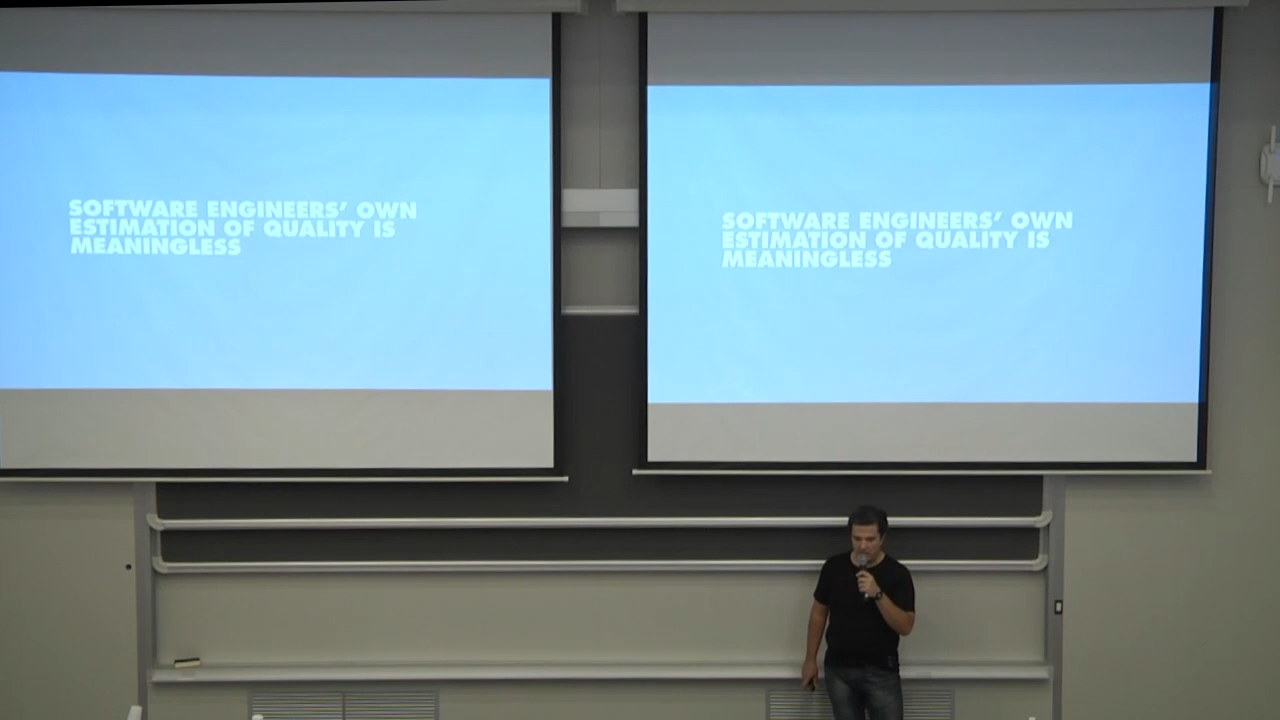 SOFTWARE ENGINEERS’ OWN
ESTIMATION OF QUALITY IS
MEANINGLESS
SOFTWARE ENGINEERS’ OWN
ESTIMATION OF QUALITY IS
MEANINGLESS